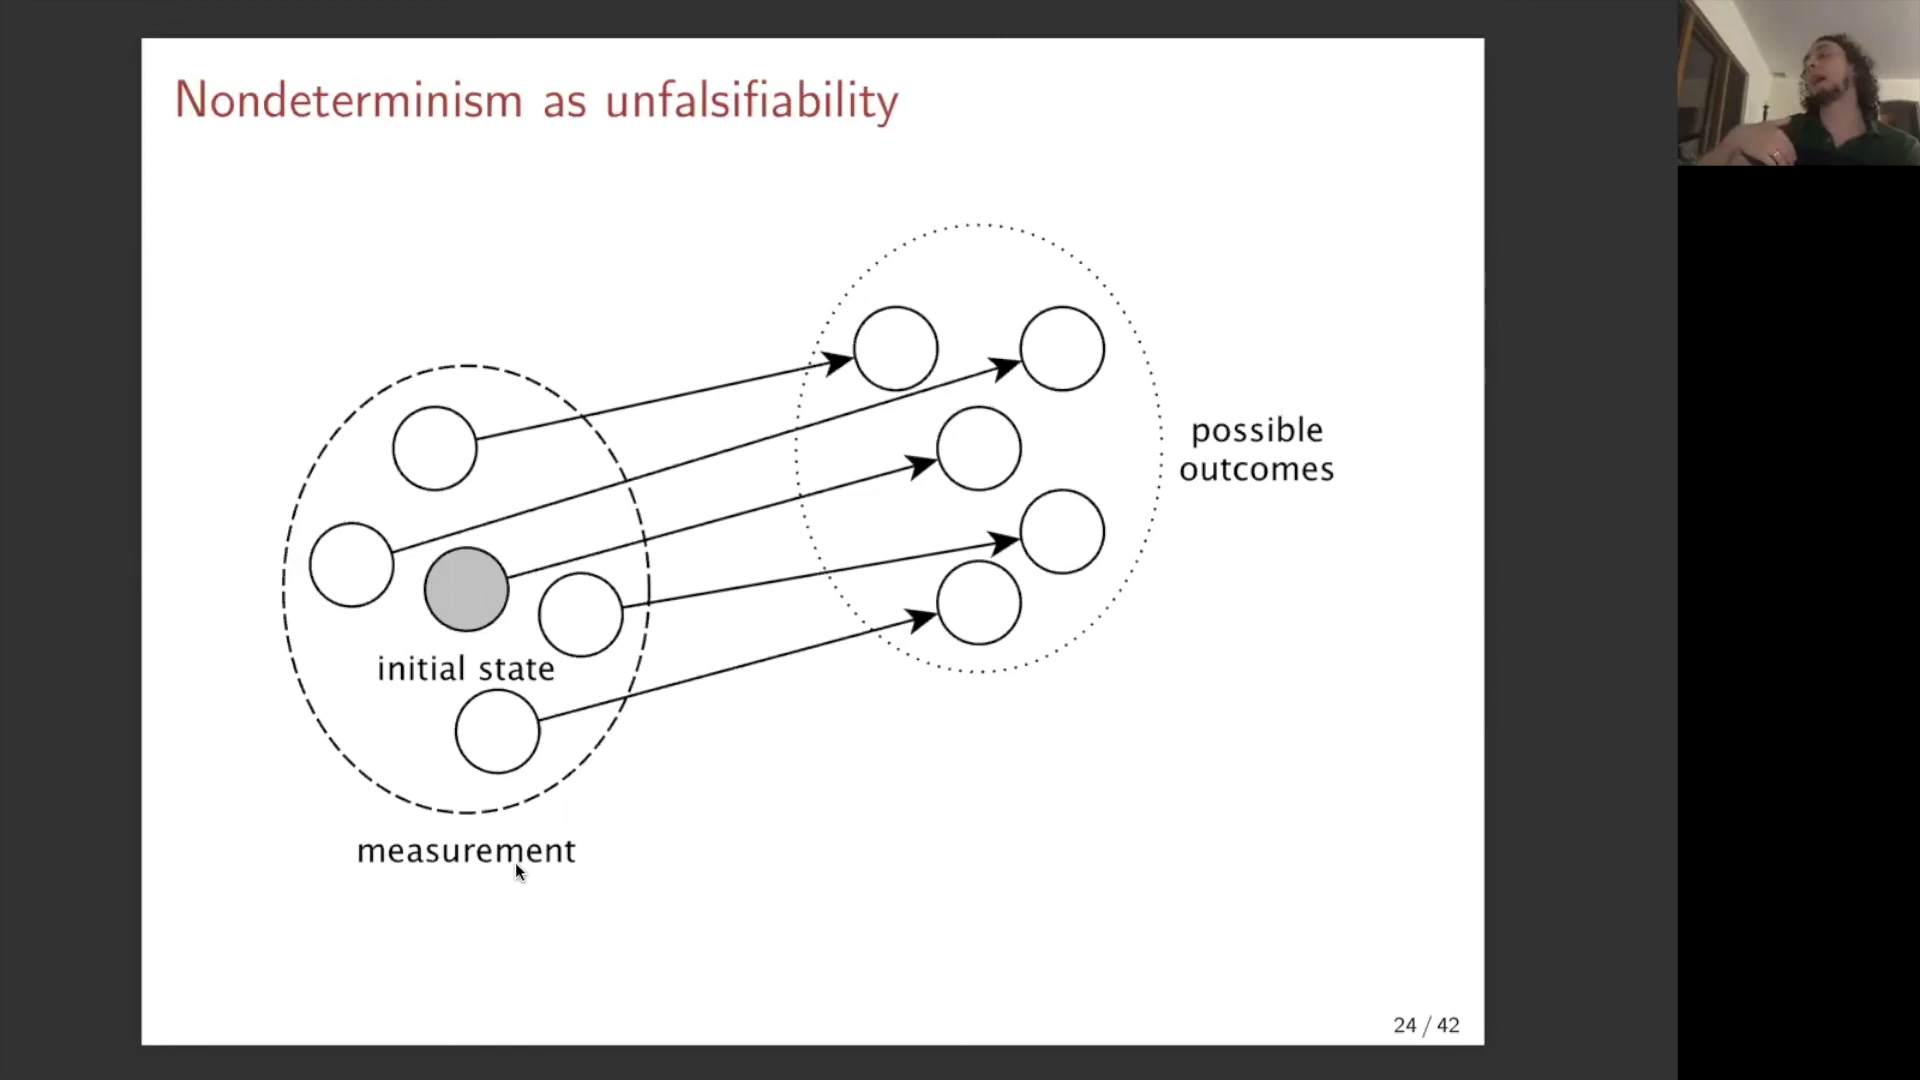 Nondeterminism as unfalsifiability
possible
outcomes
initial state
measurement
24 / 42